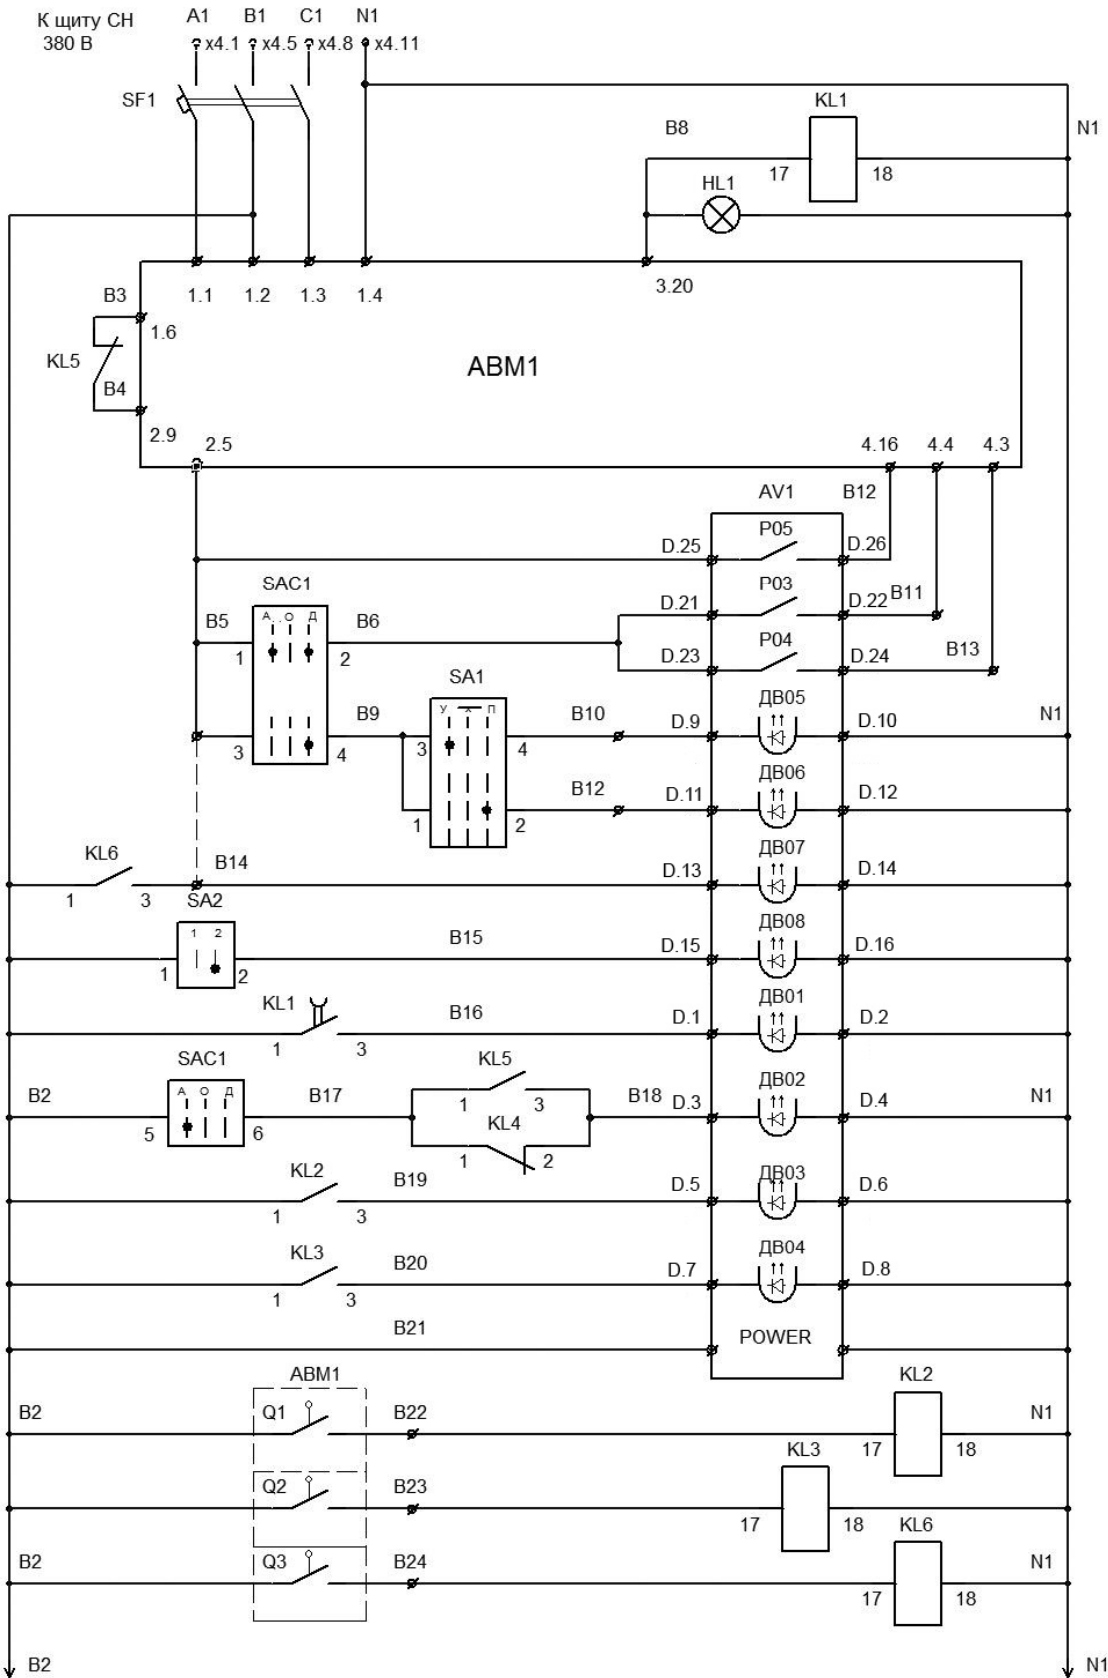 К щиту СН
380 В
A1 B1 C1 N1
x4.1 x4.5 x4.8 x4.11
SF1
KL1
B8
N1
17 18
HL1
1.1 1.2 1.3 1.4
3.20
B3
1.6
KL5
ABM1
B4
2.9
2.5
4.16 4.4 4.3
AV1 B12
P05
D.25 D.26
SAC1
P03
D.21 D.22 B11
А О Д
B5 B6
P04
B13
1 2
D.23 D.24
SA1
ДВ05
У Х П
B9 B10
D.9 D.10
N1
3 4 3 4
ДВ06
B12
D.11 D.12
1 2
KL6
ДВ07
B14
D.13 D.14
1 3
SA2
ДВ08
1 2
B15
D.15 D.16
1 2
ДВ01
KL1
B16
D.1 D.2
1 3
SAC1 KL5
ДВ02
А О Д
B2 B17 B18
D.3 D.4
N1
1 3
KL4
5 6
1 2
ДВ03
KL2
B19
D.5 D.6
1 3
KL3
ДВ04
B20
D.7 D.8
1 3
B21
POWER
ABM1 KL2
B2 Q1 B22 N1
17 18
KL3
Q2 B23
17 18
KL6
B2 Q3 B24 N1
17 18
B2 N1